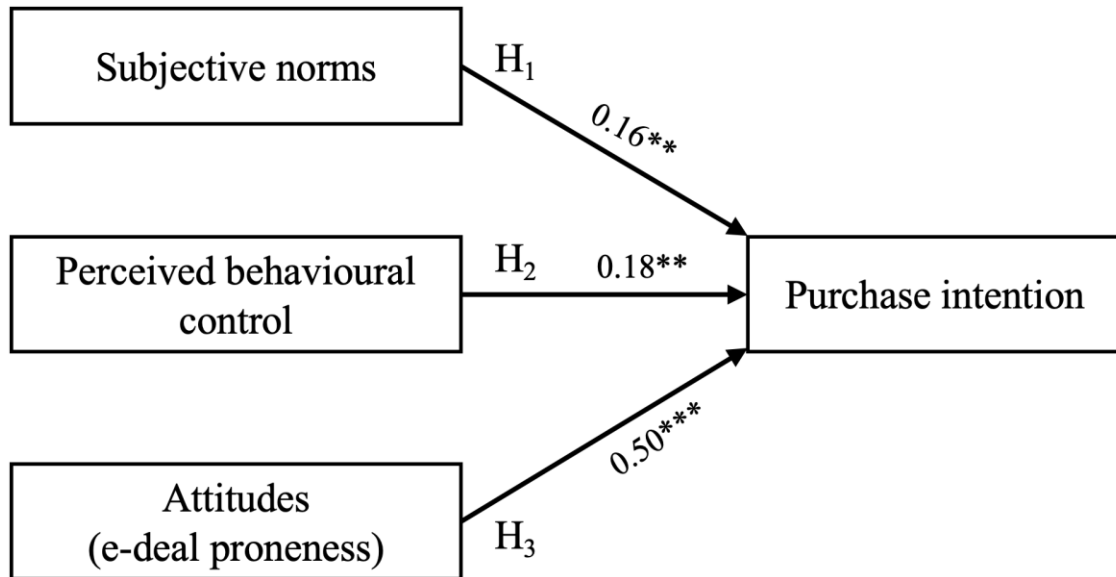 Subjective norms
H₁
0.16**
Perceived behavioural
control
H₂
0.18**
Purchase intention
Attitudes
(e-deal proneness)
H₃
0.50***